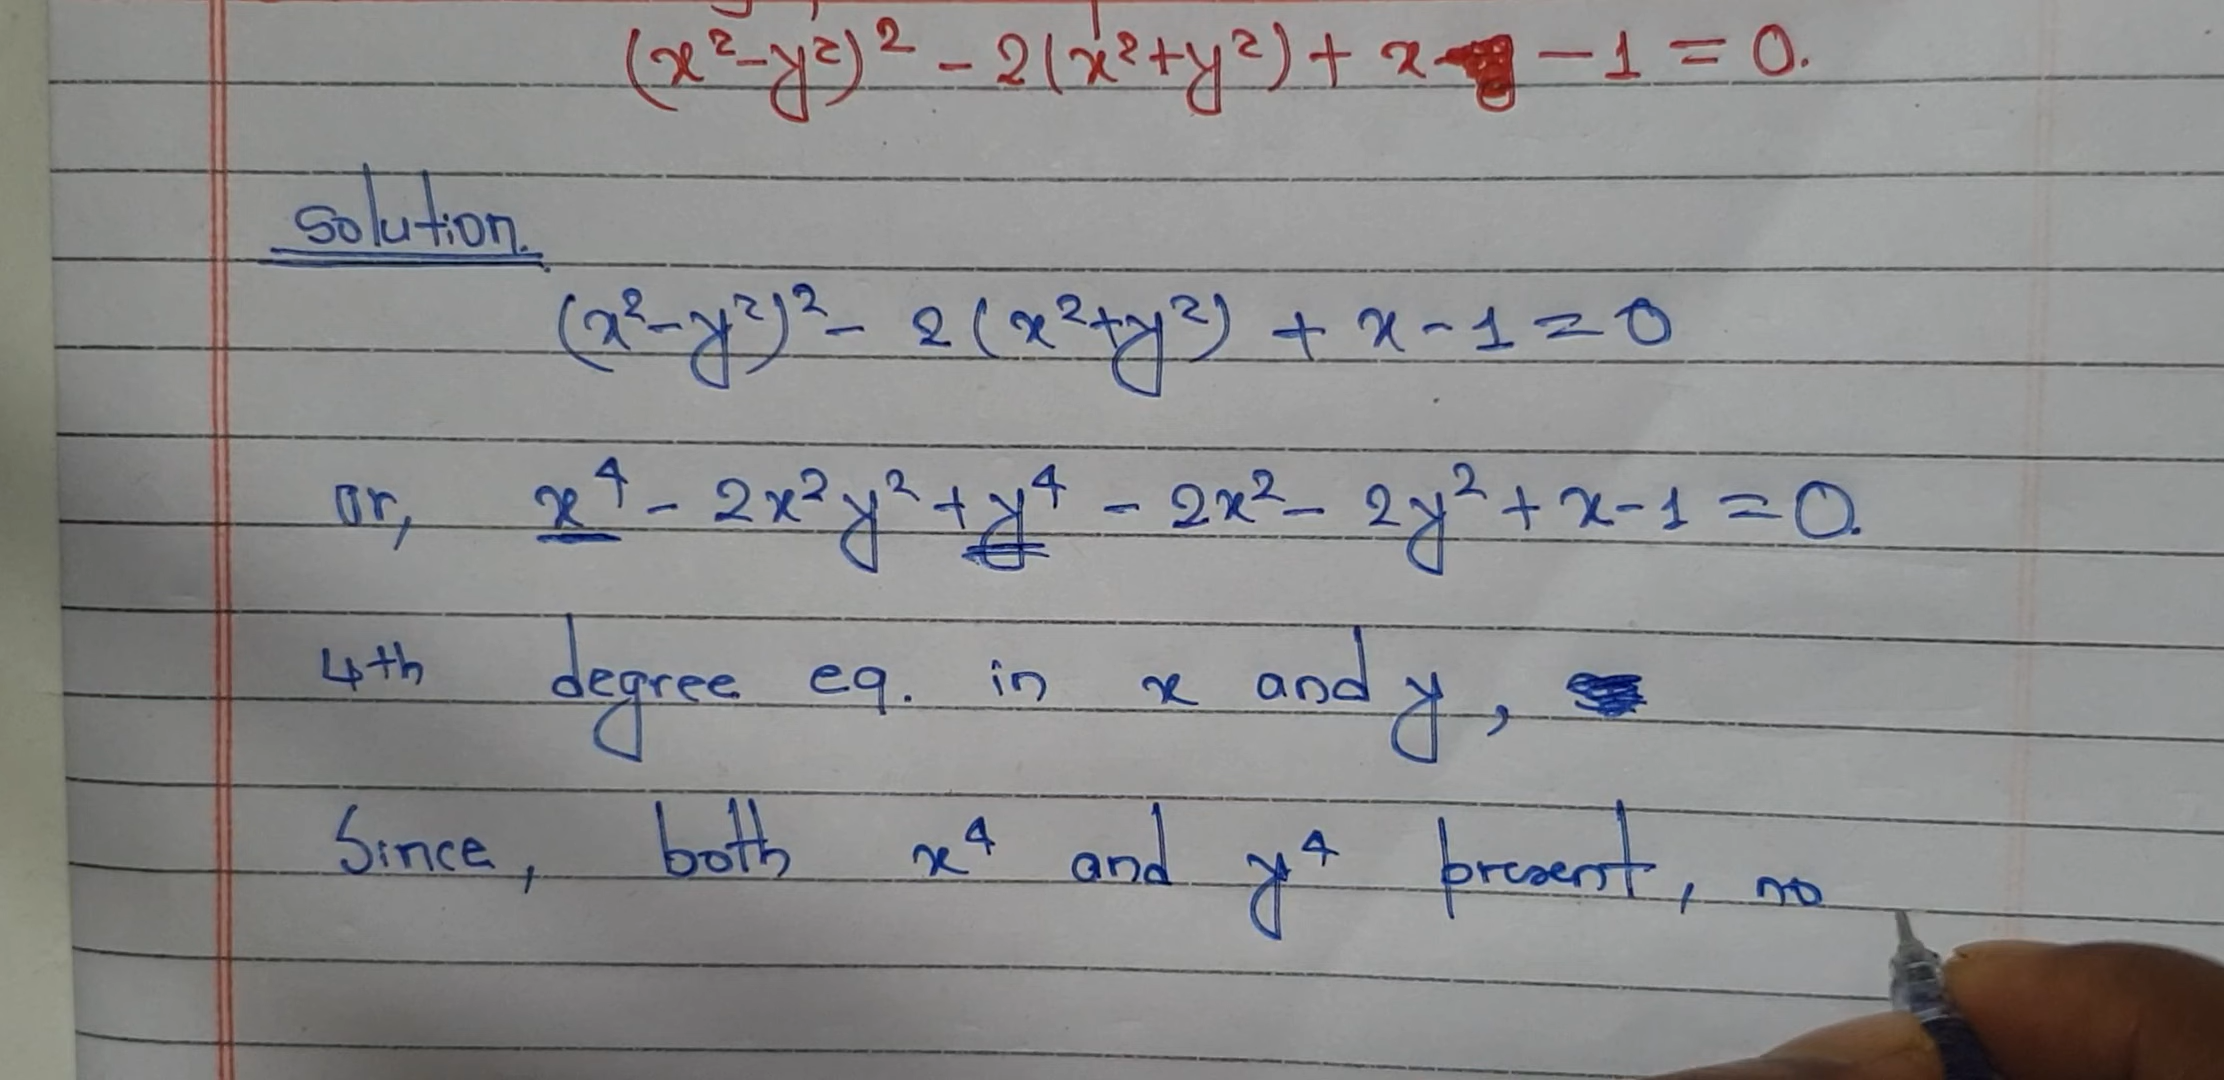 (x²-y²)² - 2(x²+y²) + x - 1 = 0.
Solution.
(x²-y²)² - 2(x²+y²) + x - 1 = 0
or, x⁴ - 2x²y² + y⁴ - 2x² - 2y² + x - 1 = 0.
4th degree eq. in x and y,
Since, both x⁴ and y⁴ present, no